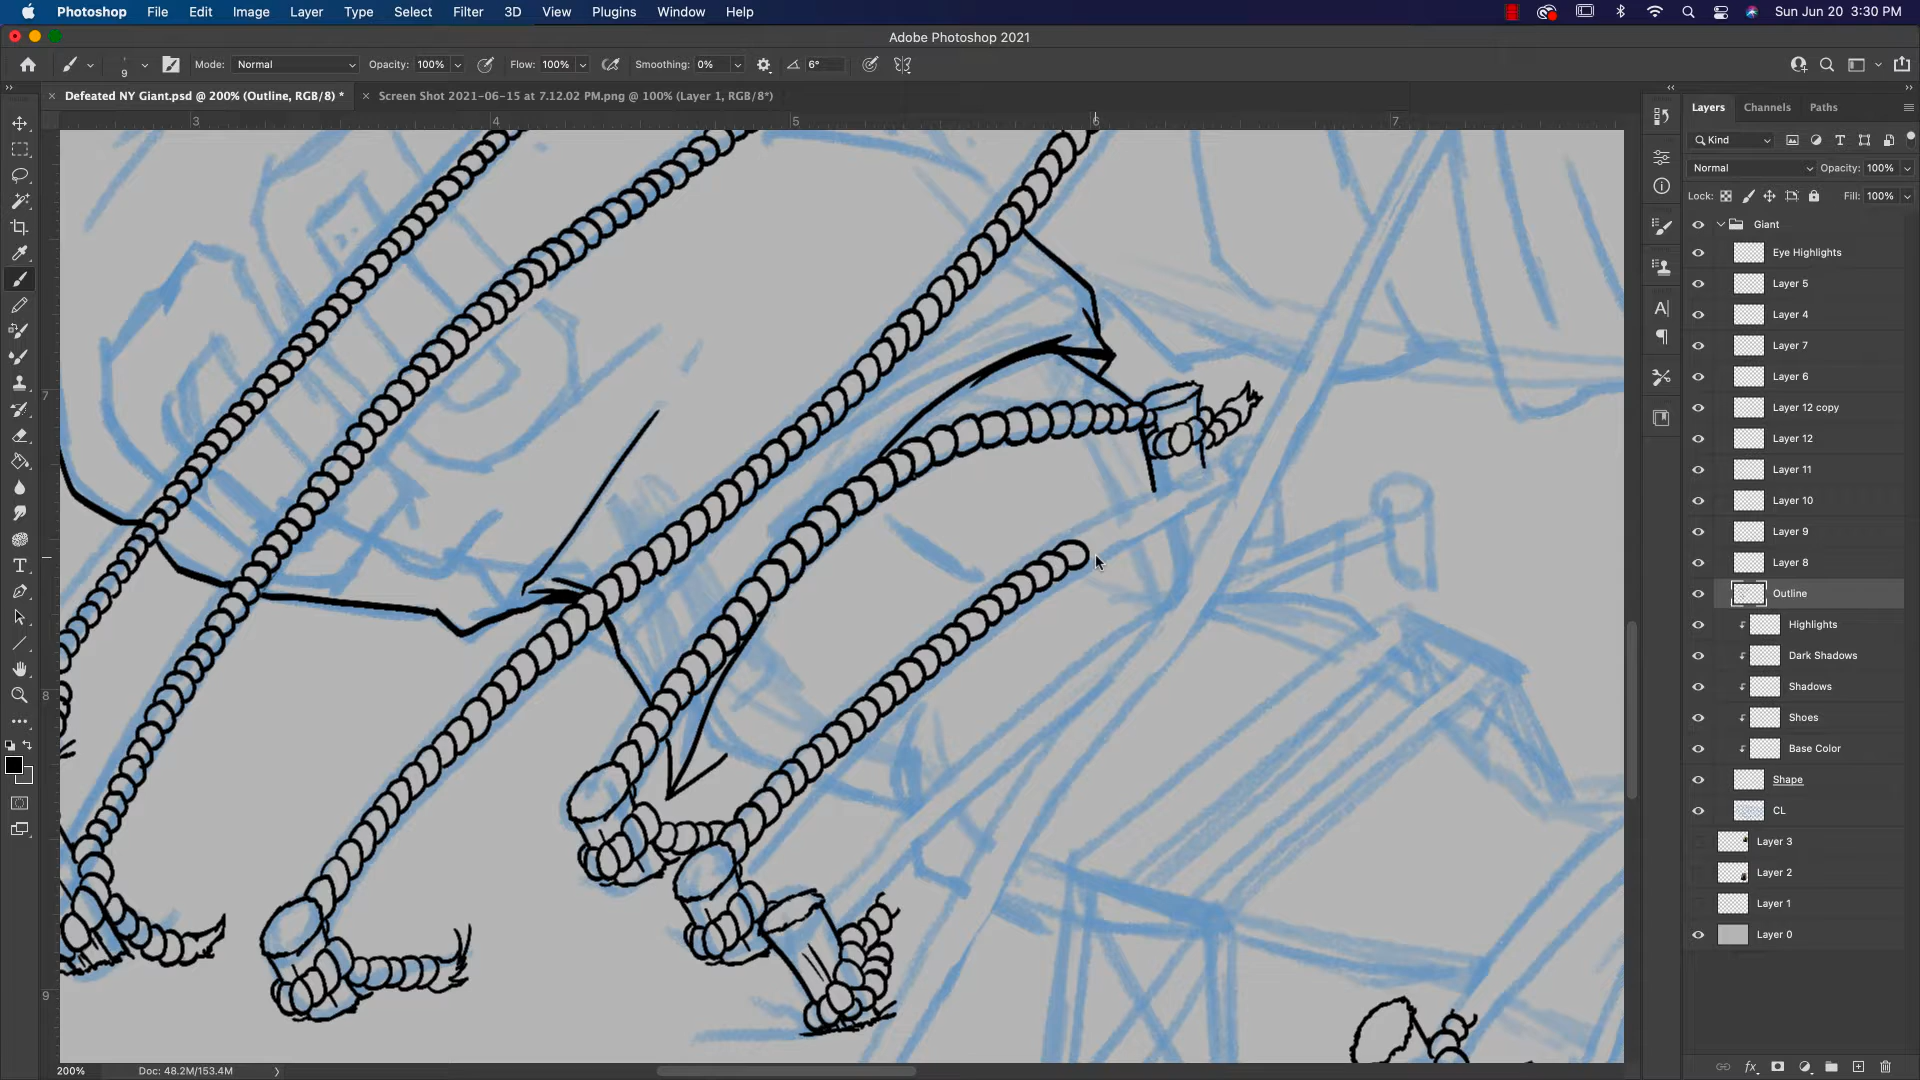 Photoshop File Edit Image Layer Type Select Filter 3D View Plugins Window Help Sun Jun 20 3:30 PM
Adobe Photoshop 2021
9 Mode: Normal Opacity: 100% Flow: 100% Smoothing: 0% 6°
Defeated NY Giant.psd @ 200% (Outline, RGB/8) * Screen Shot 2021-06-15 at 7.12.02 PM.png @ 100% (Layer 1, RGB/8*)
3 4 5 6 7
7
8
9
Layers Channels Paths
Kind
Normal Opacity: 100%
Lock: Fill: 100%
Giant
Eye Highlights
Layer 5
Layer 4
Layer 7
Layer 6
Layer 12 copy
Layer 12
Layer 11
Layer 10
Layer 9
Layer 8
Outline
Highlights
Dark Shadows
Shadows
Shoes
Base Color
Shape
CL
Layer 3
Layer 2
Layer 1
Layer 0
200% Doc: 48.2M/153.4M